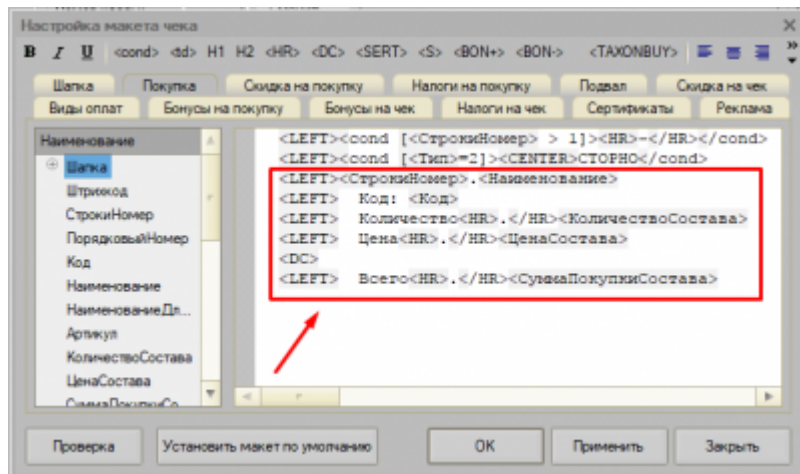 Настройка макета чека
B I U <cond> <td> H1 H2 <HR> <DC> <SERT> <S> <BON+> <BON-> <TAXONBUY>
Шапка Покупка Скидка на покупку Налоги на покупку Подвал Скидка на чек
Виды оплат Бонусы на покупку Бонусы на чек Налоги на чек Сертификаты Реклама
Наименование
Шапка
Штрихкод
СтрокиНомер
ПорядковыйНомер
Код
Наименование
НаименованиеДл...
Артикул
КоличествоСостава
ЦенаСостава
СуммаПокупкиСо...
<LEFT><cond [<СтрокиНомер> > 1]><HR>-</HR></cond>
<LEFT><cond [<Тип>=2]><CENTER>СТОРНО</cond>
<LEFT><СтрокиНомер>.<Наименование>
<LEFT> Код: <Код>
<LEFT> Количество<HR>.</HR><КоличествоСостава>
<LEFT> Цена<HR>.</HR><ЦенаСостава>
<DC>
<LEFT> Всего<HR>.</HR><СуммаПокупкиСостава>
Проверка Установить макет по умолчанию OK Применить Закрыть